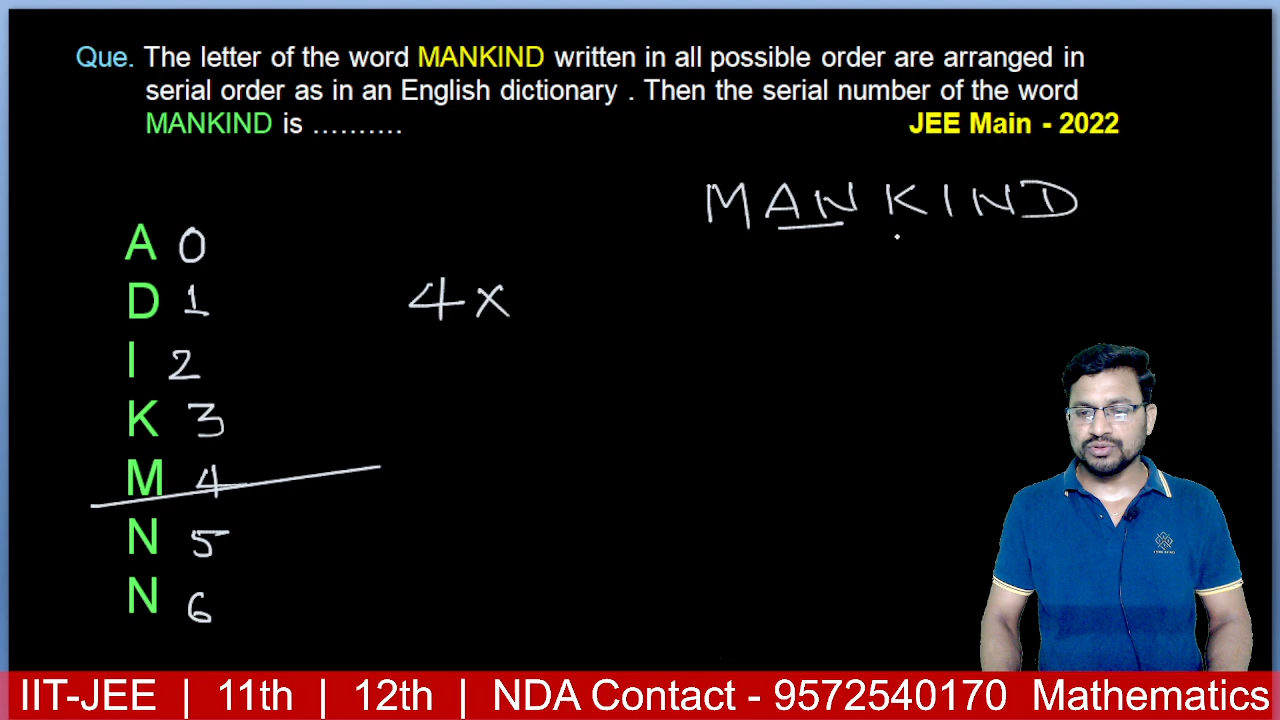 Que. The letter of the word MANKIND written in all possible order are arranged in
serial order as in an English dictionary . Then the serial number of the word
MANKIND is ..........
JEE Main - 2022
MANKIND
A 0
D 1
4x
I 2
K 3
M 4
N 5
N 6
IIT-JEE | 11th | 12th | NDA Contact - 9572540170 Mathematics